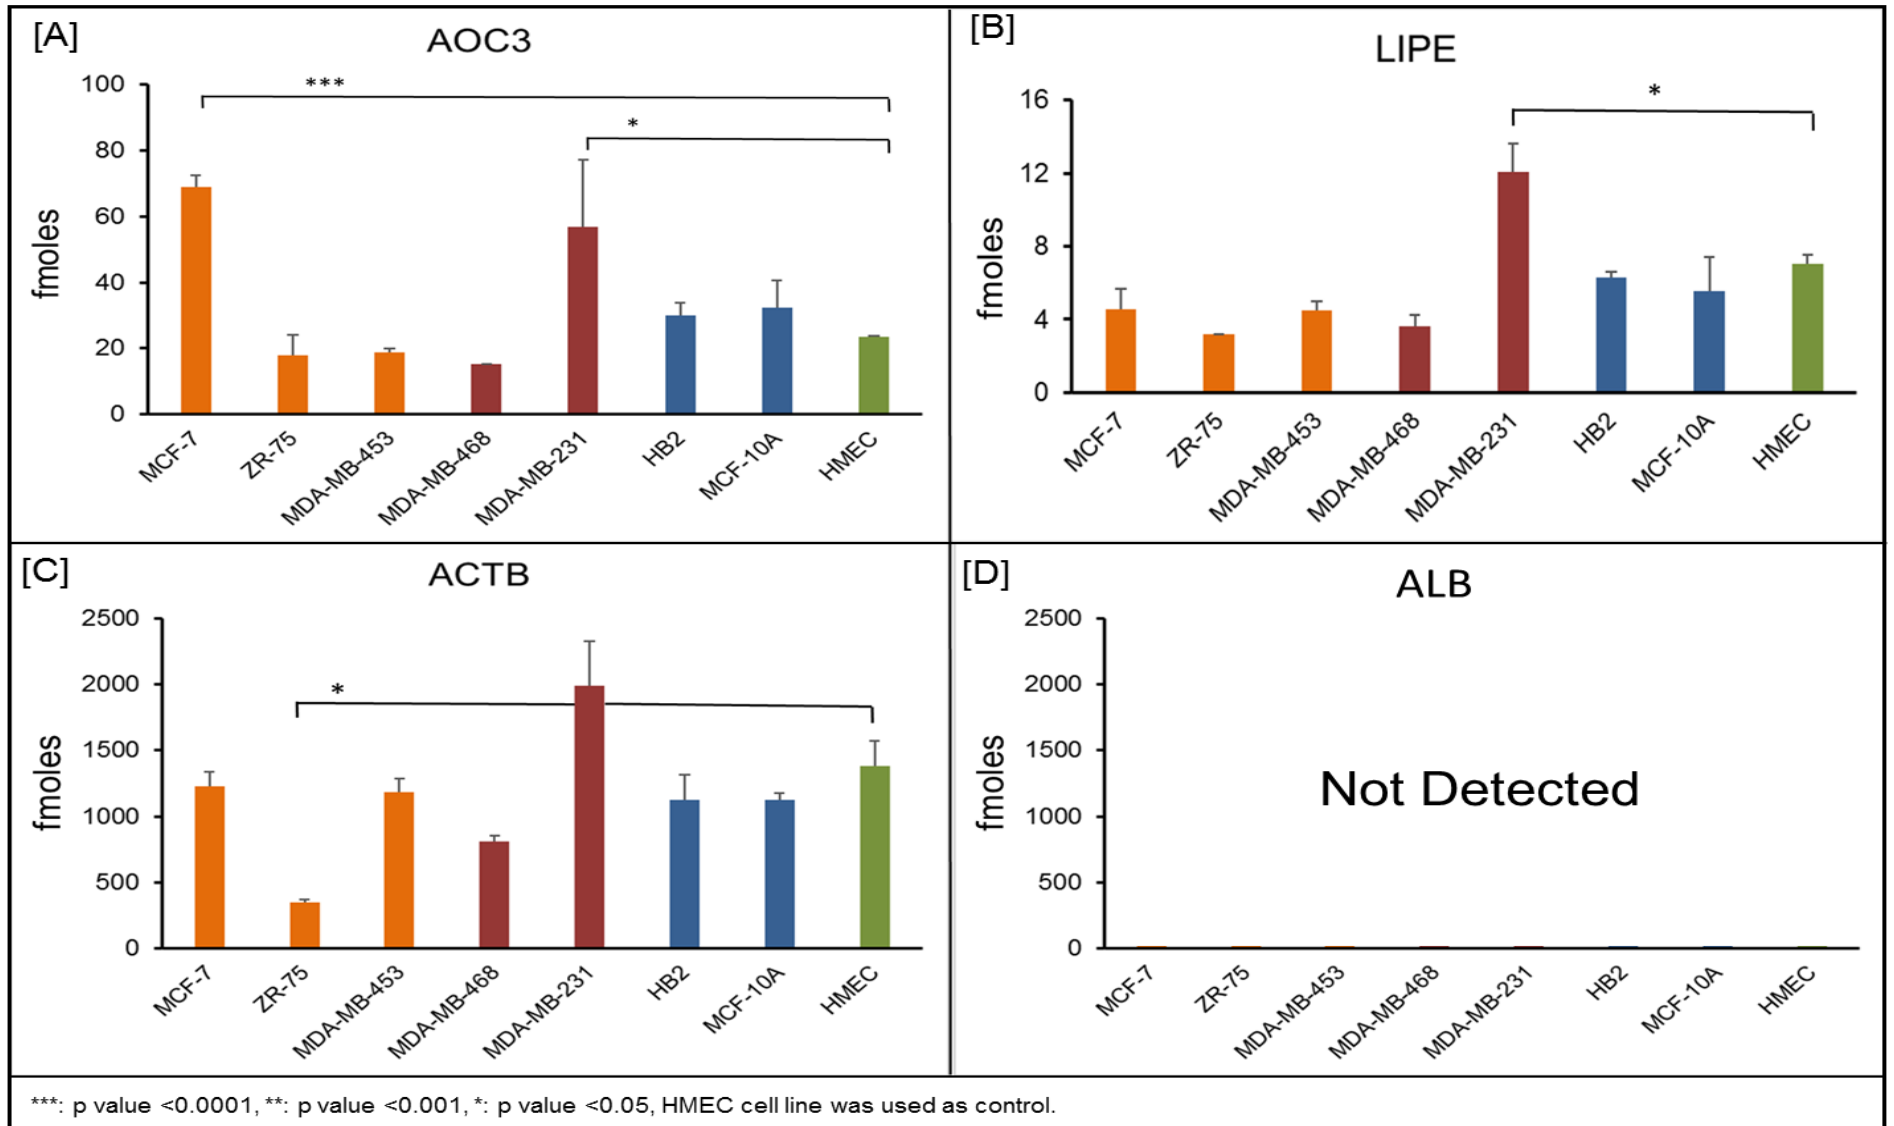 [A]
AOC3
***
*
100
80
60
40
20
0
fmoles
MCF-7
ZR-75
MDA-MB-453
MDA-MB-468
MDA-MB-231
HB2
MCF-10A
HMEC
[B]
LIPE
*
16
12
8
4
0
fmoles
MCF-7
ZR-75
MDA-MB-453
MDA-MB-468
MDA-MB-231
HB2
MCF-10A
HMEC
[C]
ACTB
*
2500
2000
1500
1000
500
0
fmoles
MCF-7
ZR-75
MDA-MB-453
MDA-MB-468
MDA-MB-231
HB2
MCF-10A
HMEC
[D]
ALB
2500
2000
1500
1000
500
0
fmoles
Not Detected
MCF-7
ZR-75
MDA-MB-453
MDA-MB-468
MDA-MB-231
HB2
MCF-10A
HMEC
***: p value <0.0001, **: p value <0.001, *: p value <0.05, HMEC cell line was used as control.